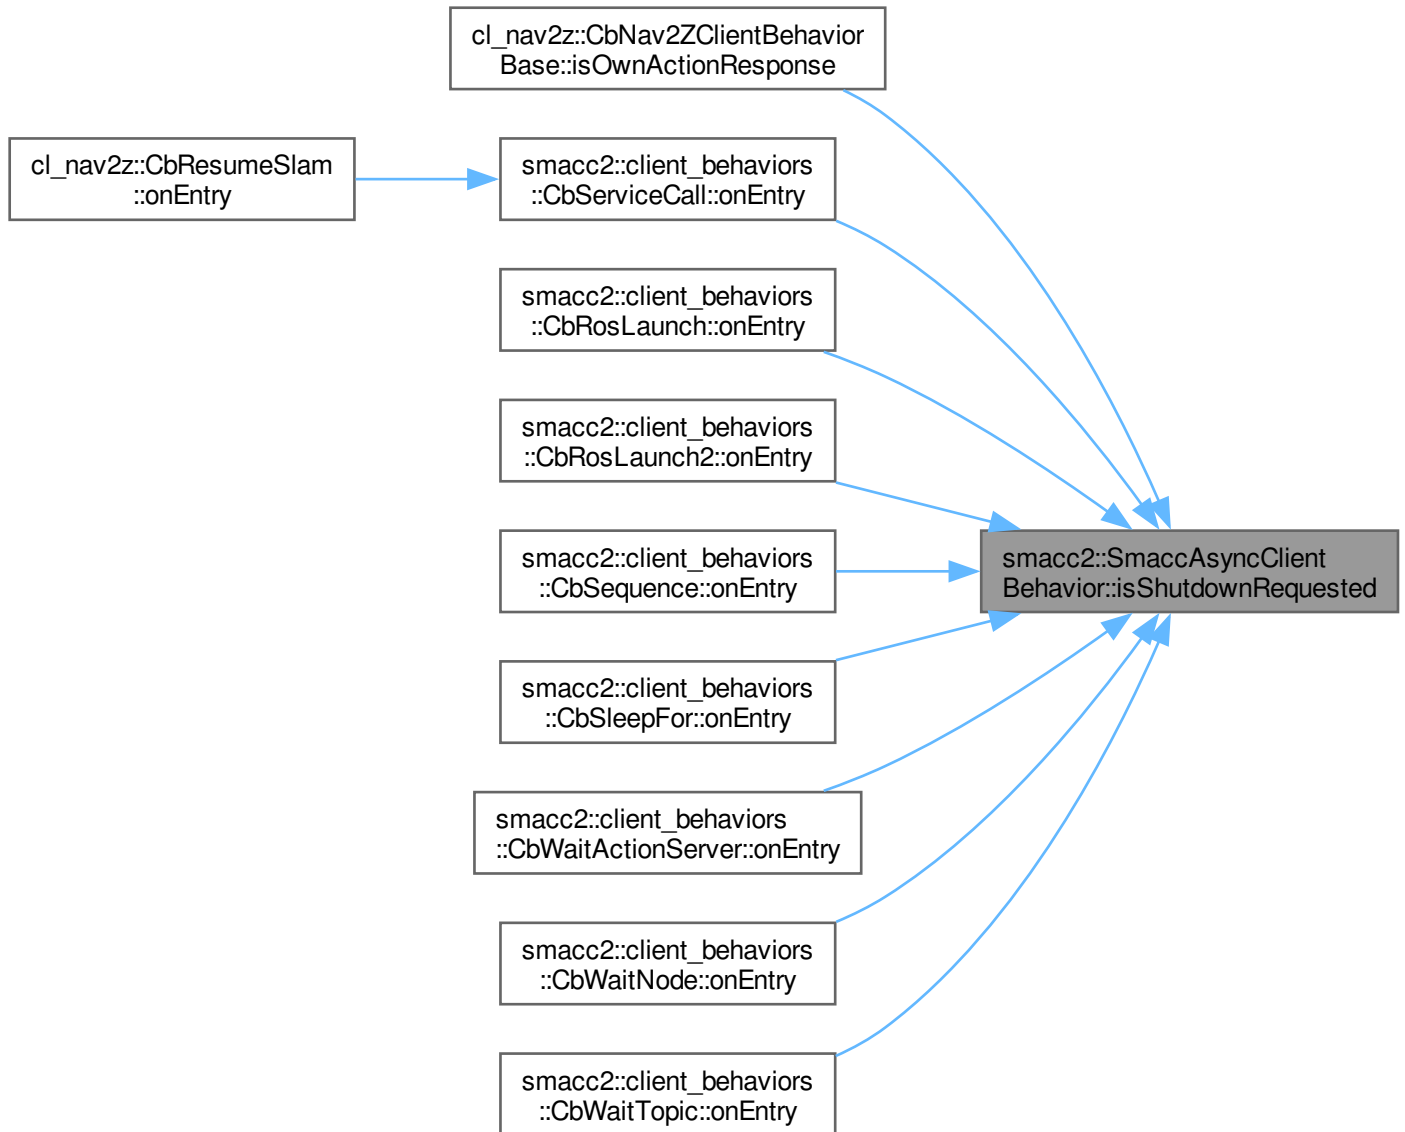 cl_nav2z::CbNav2ZClientBehavior
Base::isOwnActionResponse
cl_nav2z::CbResumeSlam
::onEntry
smacc2::client_behaviors
::CbServiceCall::onEntry
smacc2::client_behaviors
::CbRosLaunch::onEntry
smacc2::client_behaviors
::CbRosLaunch2::onEntry
smacc2::client_behaviors
::CbSequence::onEntry
smacc2::SmaccAsyncClient
Behavior::isShutdownRequested
smacc2::client_behaviors
::CbSleepFor::onEntry
smacc2::client_behaviors
::CbWaitActionServer::onEntry
smacc2::client_behaviors
::CbWaitNode::onEntry
smacc2::client_behaviors
::CbWaitTopic::onEntry